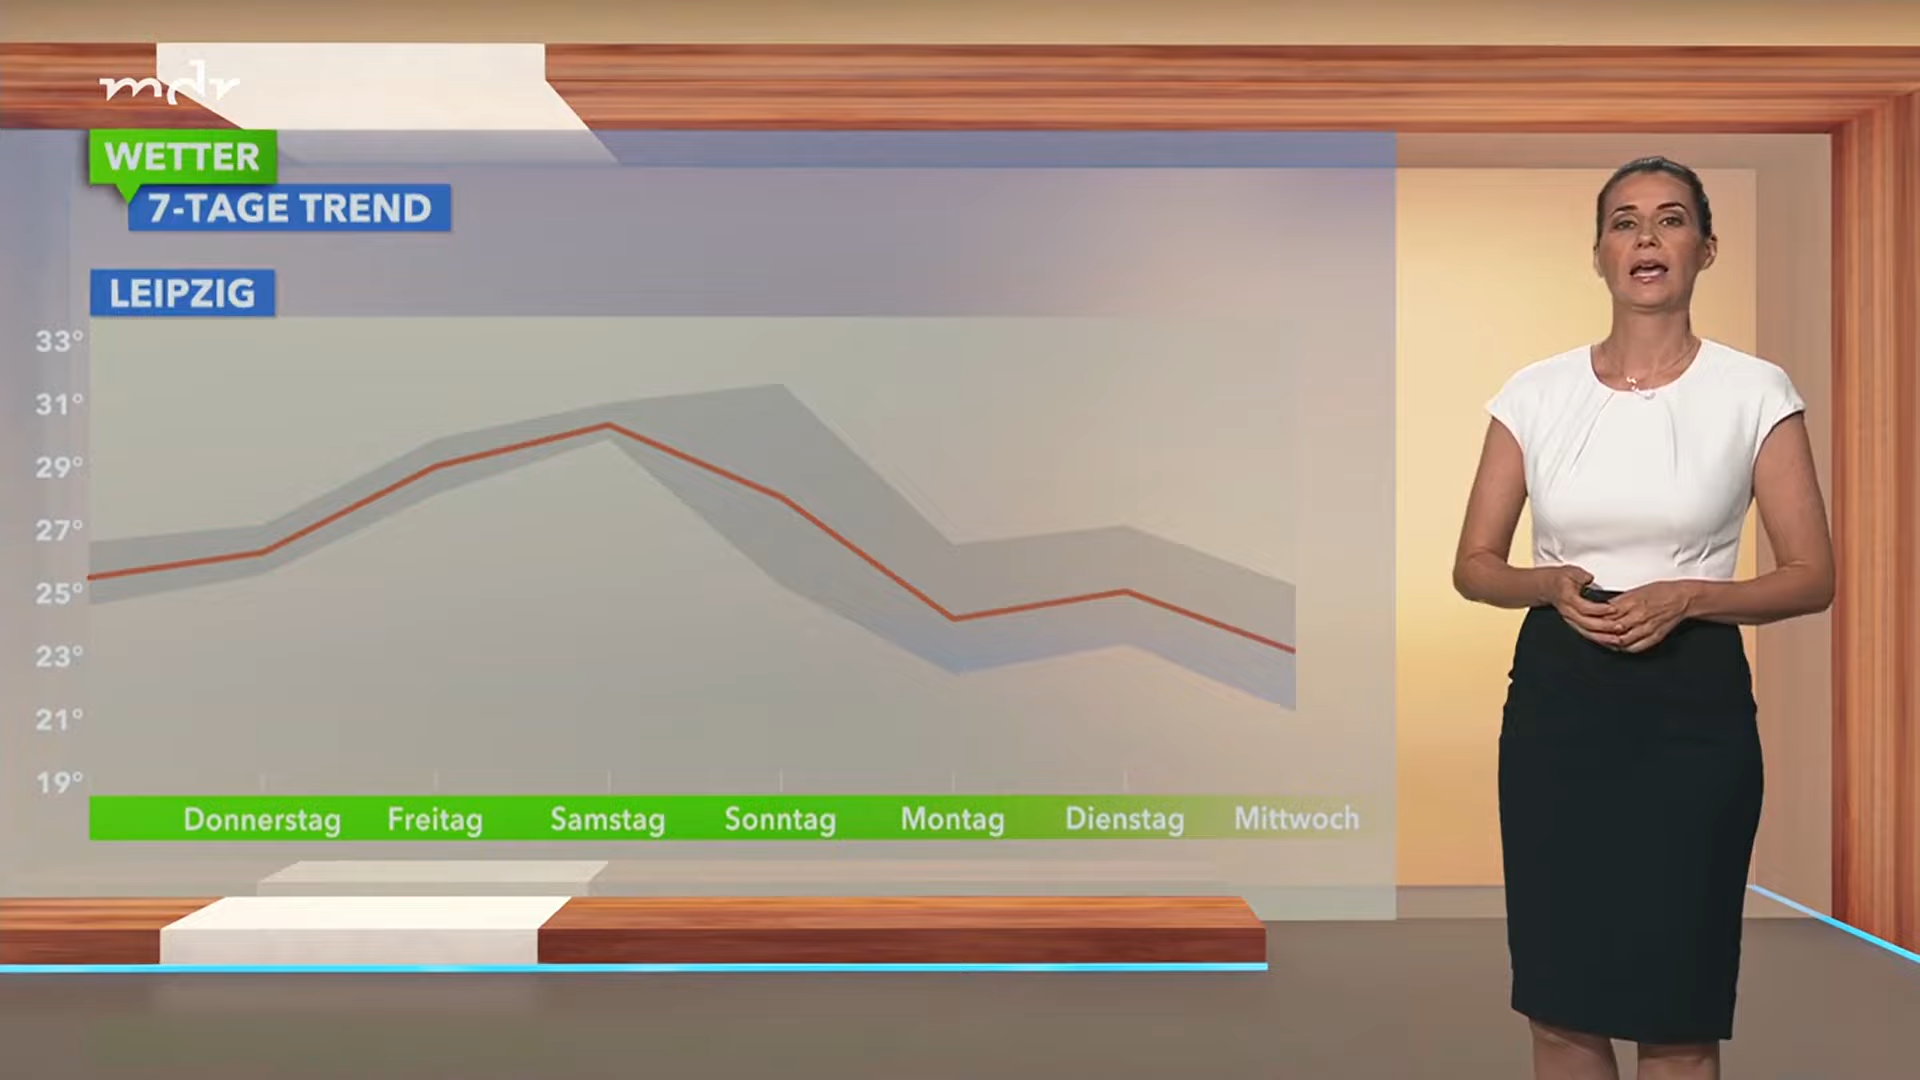 mdr
WETTER
7-TAGE TREND
LEIPZIG
33°
31°
29°
27°
25°
23°
21°
19°
Donnerstag Freitag Samstag Sonntag Montag Dienstag Mittwoch